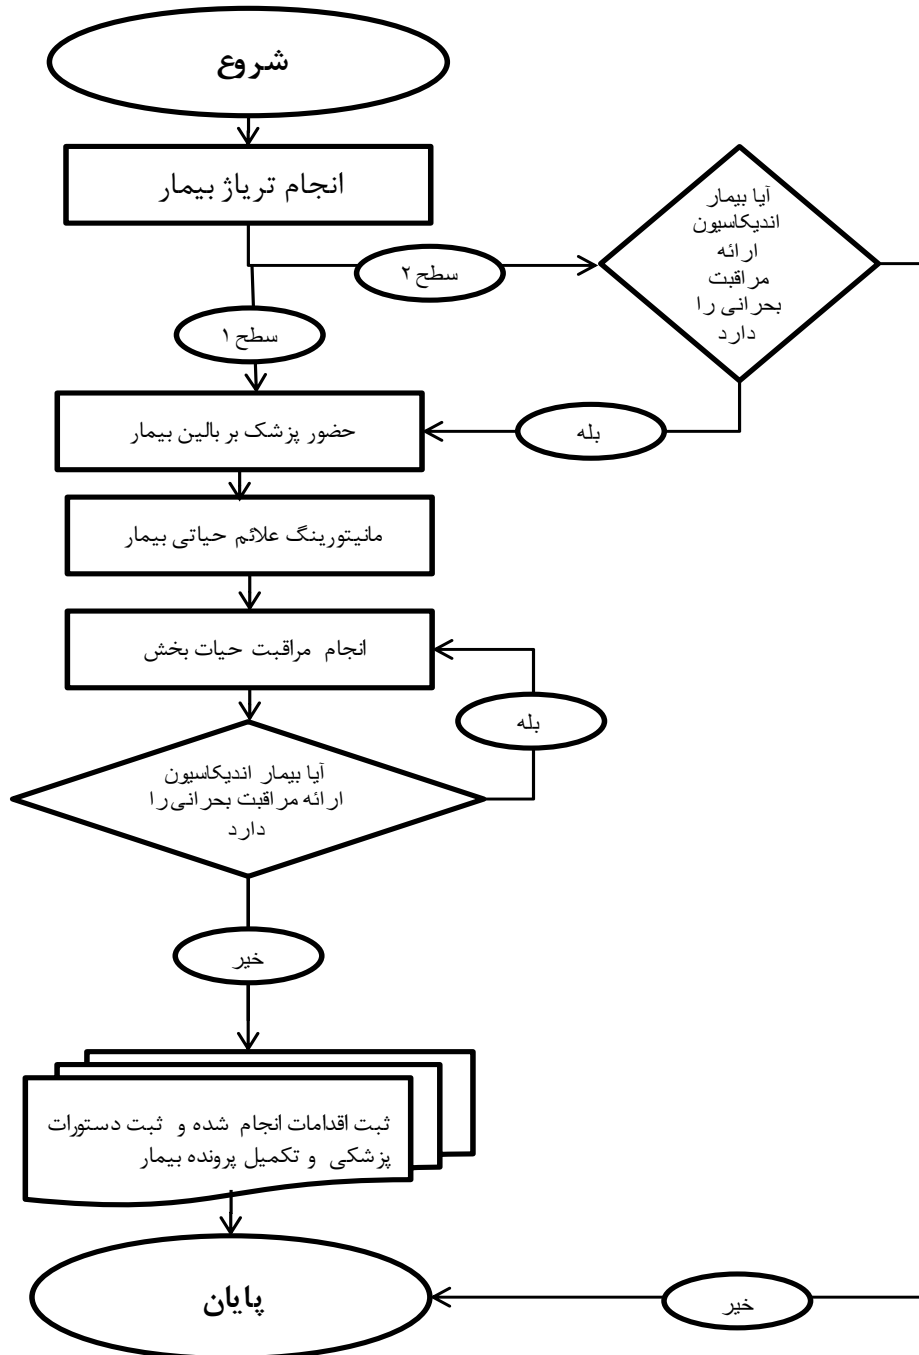 شروع
انجام تریاژ بیمار
آیا بیمار
اندیکاسیون
ارائه
مراقبت
بحرانی را
دارد
سطح ۲
سطح ۱
حضور پزشک بر بالین بیمار
بله
مانیتورینگ علائم حیاتی بیمار
انجام مراقبت حیات بخش
بله
آیا بیمار اندیکاسیون
ارائه مراقبت بحرانی را
دارد
خیر
ثبت اقدامات انجام شده و ثبت دستورات
پزشکی و تکمیل پرونده بیمار
پایان
خیر